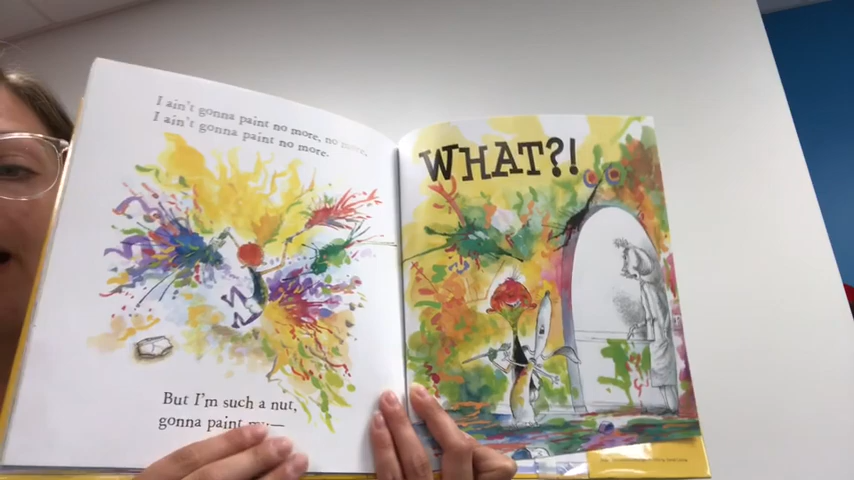 I ain't gonna paint no more, no more,
I ain't gonna paint no more.
But I'm such a nut,
gonna paint my—
WHAT?!